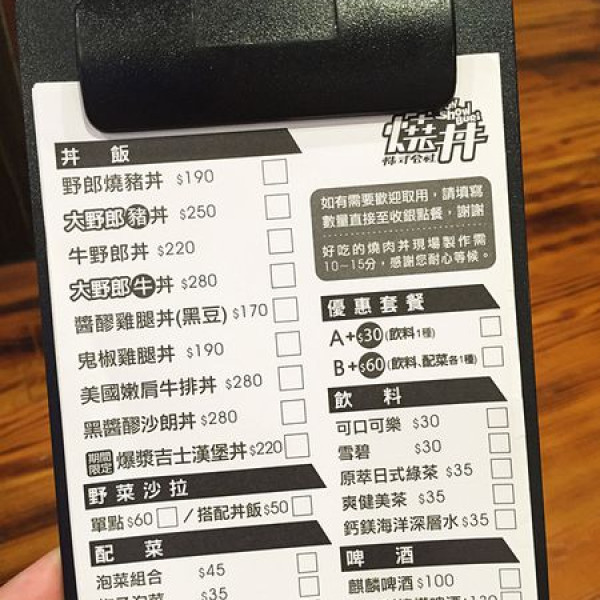 Show
Duel
燒丼
株式会社
丼飯
野郎燒豬丼 $190
大野郎豬丼 $250
牛野郎丼 $220
大野郎牛丼 $280
醬醪雞腿丼(黑豆) $170
鬼椒雞腿丼 $190
美國嫩肩牛排丼 $280
黑醬醪沙朗丼 $280
期間限定 爆漿吉士漢堡丼 $220
野菜沙拉
單點 $60 / 搭配丼飯 $50
配菜
泡菜組合 $45
泡菜 $35
如有需要歡迎取用，請填寫
數量直接至收銀點餐，謝謝
好吃的燒肉丼現場製作需
10~15分，感謝您耐心等候。
優惠套餐
A+$30(飲料1種)
B+$60(飲料、配菜各1種)
飲料
可口可樂 $30
雪碧 $30
原萃日式綠茶 $35
爽健美茶 $35
鈣鎂海洋深層水 $35
啤酒
麒麟啤酒 $100